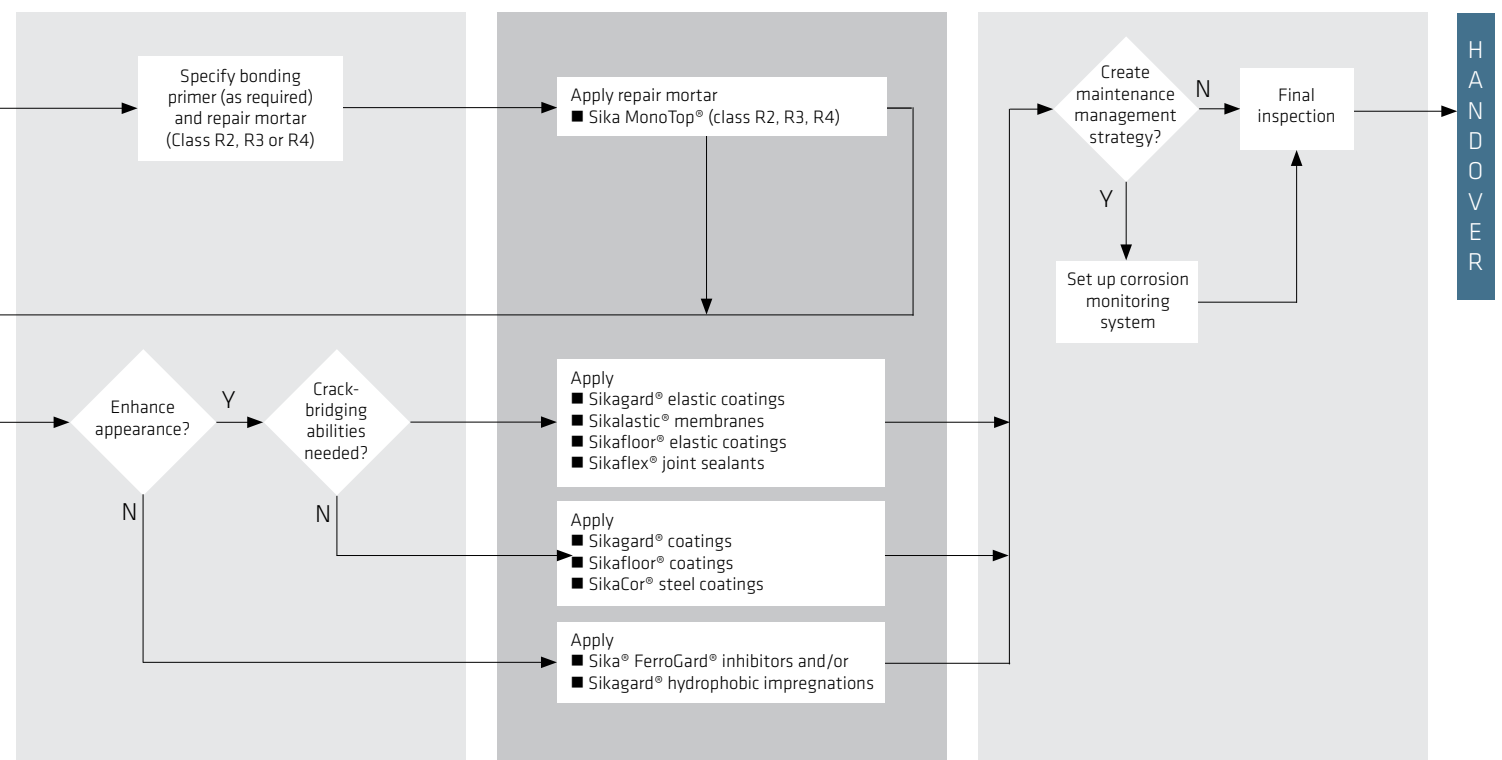 Specify bonding
primer (as required)
and repair mortar
(Class R2, R3 or R4)
Apply repair mortar
■ Sika MonoTop® (class R2, R3, R4)
Create
maintenance
management
strategy?
N
Final
inspection
Y
Set up corrosion
monitoring
system
H
A
N
D
O
V
E
R
Enhance
appearance?
Y
N
Crack-
bridging
abilities
needed?
N
Apply
■ Sikagard® elastic coatings
■ Sikalastic® membranes
■ Sikafloor® elastic coatings
■ Sikaflex® joint sealants
Apply
■ Sikagard® coatings
■ Sikafloor® coatings
■ SikaCor® steel coatings
Apply
■ Sika® FerroGard® inhibitors and/or
■ Sikagard® hydrophobic impregnations